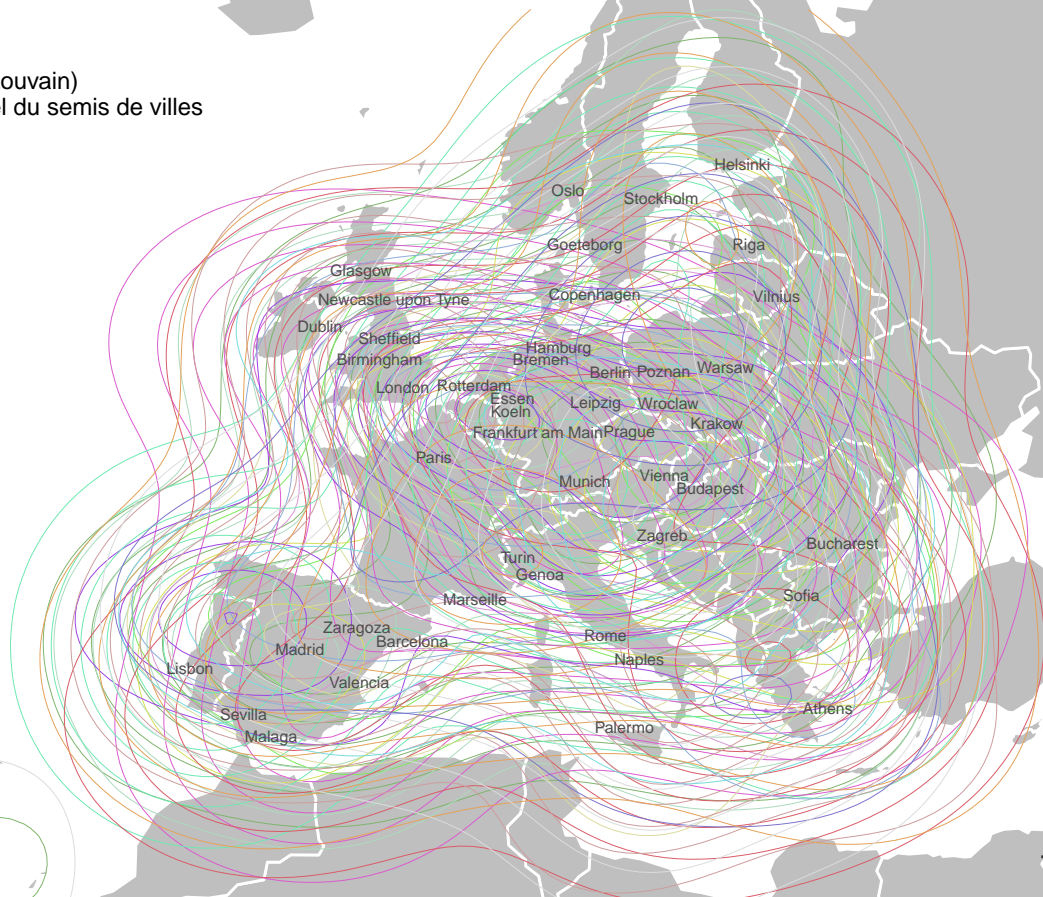 ouvain)
el du semis de villes
Helsinki
Oslo
Stockholm
Goeteborg
Riga
Glasgow
Newcastle upon Tyne
Copenhagen
Vilnius
Dublin
Sheffield
Hamburg
Birmingham
Bremen
Berlin
Poznan
Warsaw
London
Rotterdam
Essen
Leipzig
Wroclaw
Koeln
Krakow
Frankfurt am Main
Prague
Paris
Munich
Vienna
Budapest
Zagreb
Bucharest
Turin
Genoa
Sofia
Marseille
Zaragoza
Barcelona
Rome
Madrid
Naples
Lisbon
Valencia
Athens
Sevilla
Palermo
Malaga